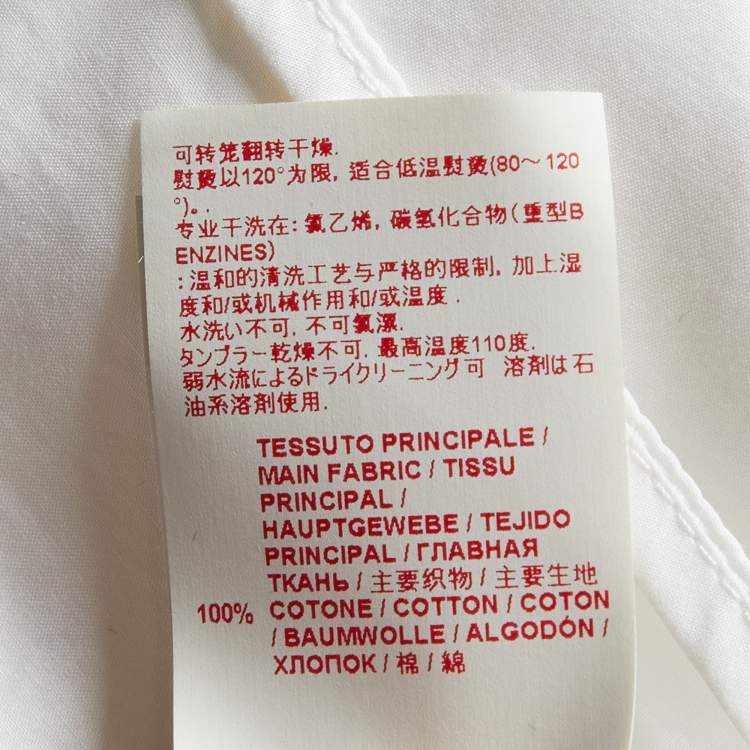 可转笼翻转干燥.
熨烫以120°为限, 适合低温熨烫(80～120
°)。.
专业干洗在: 氯乙烯, 碳氢化合物(重型B
ENZINES)
: 温和的清洗工艺与严格的限制, 加上湿
度和/或机械作用和/或温度 .
水洗い不可, 不可氯漂.
タンブラー乾燥不可. 最高温度110度.
弱水流によるドライクリーニング可 溶剤は石
油系溶剤使用.
TESSUTO PRINCIPALE /
MAIN FABRIC / TISSU
PRINCIPAL /
HAUPTGEWEBE / TEJIDO
PRINCIPAL / ГЛАВНАЯ
ТКАНЬ / 主要织物 / 主要生地
100% COTONE / COTTON / COTON
/ BAUMWOLLE / ALGODÓN /
ХЛОПОК / 棉 / 綿